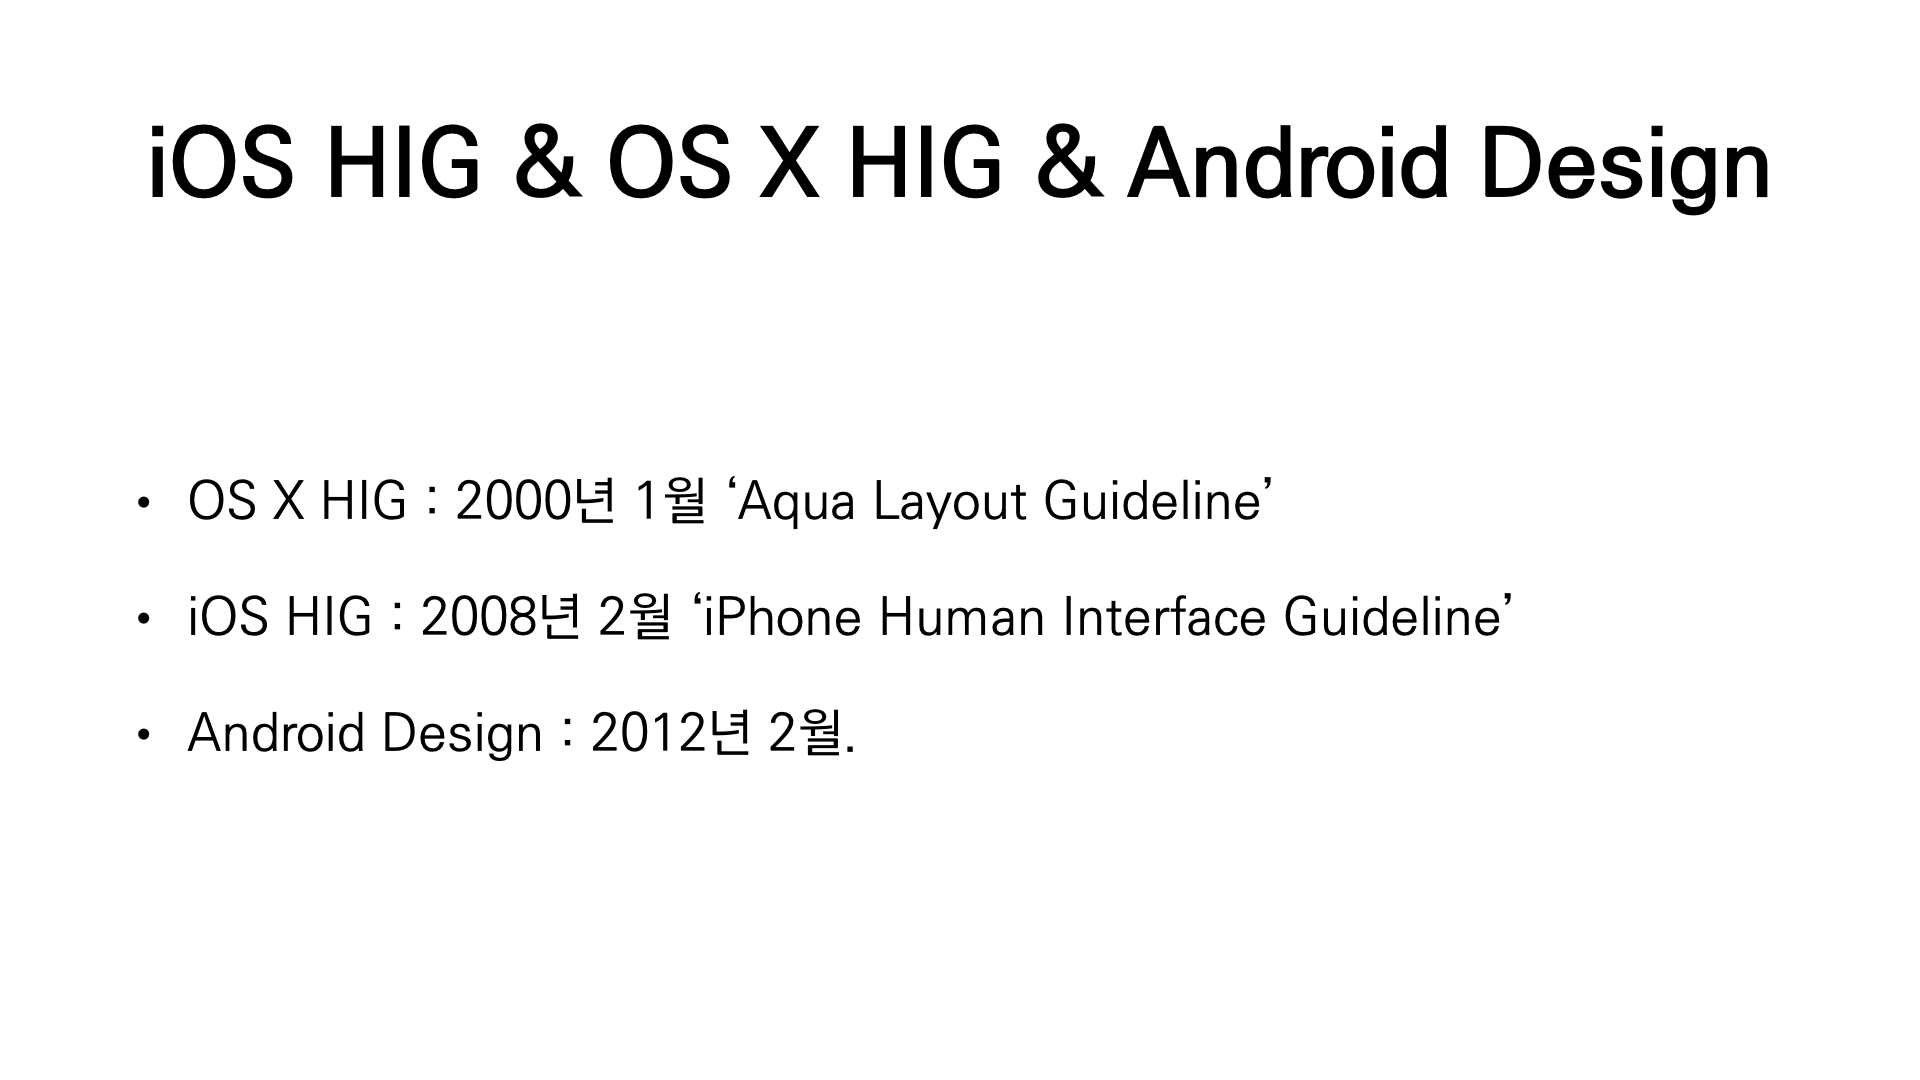 iOS HIG & OS X HIG & Android Design
• OS X HIG : 2000년 1월 ‘Aqua Layout Guideline’
• iOS HIG : 2008년 2월 ‘iPhone Human Interface Guideline’
• Android Design : 2012년 2월.